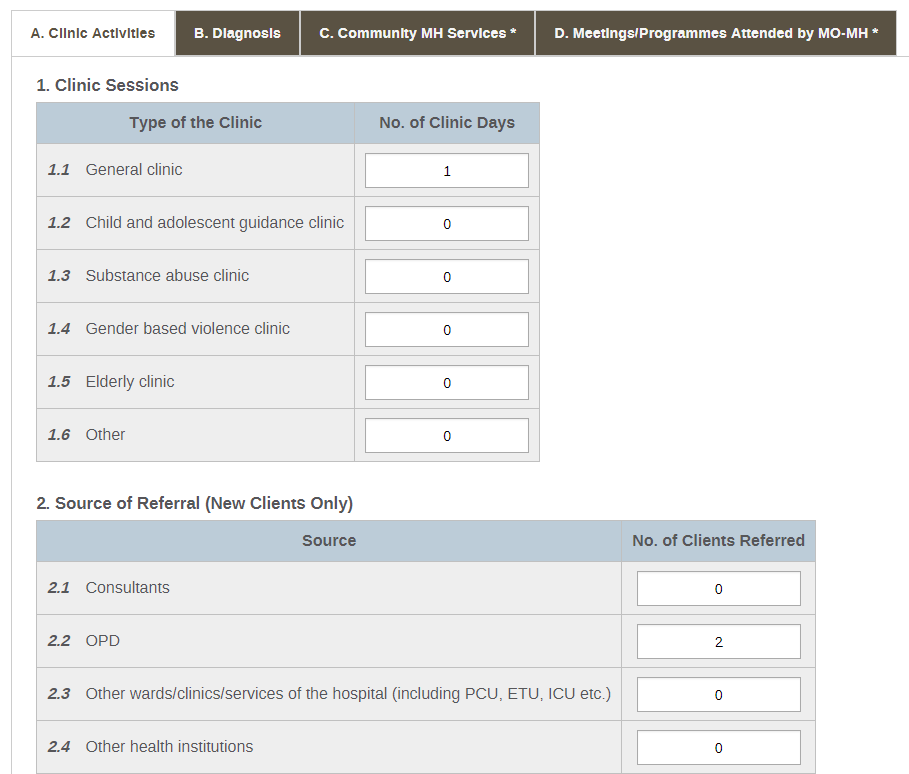 A. Clinic Activities
B. Diagnosis
C. Community MH Services *
D. Meetings/Programmes Attended by MO-MH *
1. Clinic Sessions
Type of the Clinic No. of Clinic Days
1.1 General clinic 1
1.2 Child and adolescent guidance clinic 0
1.3 Substance abuse clinic 0
1.4 Gender based violence clinic 0
1.5 Elderly clinic 0
1.6 Other 0
2. Source of Referral (New Clients Only)
Source No. of Clients Referred
2.1 Consultants 0
2.2 OPD 2
2.3 Other wards/clinics/services of the hospital (including PCU, ETU, ICU etc.) 0
2.4 Other health institutions 0